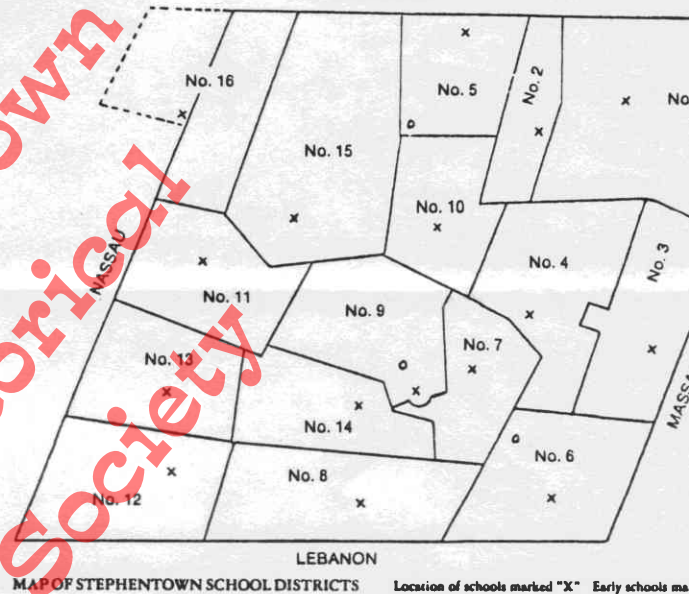 No. 16
No. 15
No. 5
No. 2
No
No. 10
No. 4
No. 3
No. 11
No. 9
No. 7
No. 13
No. 14
No. 12
No. 8
No. 6
NASSAU
MASSA
LEBANON
MAP OF STEPHENTOWN SCHOOL DISTRICTS Location of schools marked "X" Early schools ma
own
orical
Society